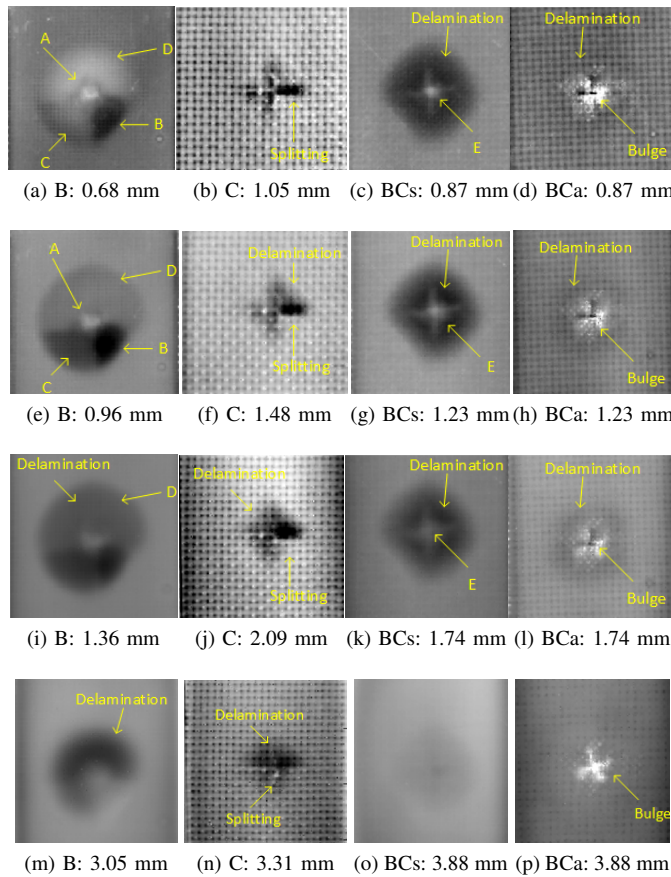 A
D
B
C
Splitting
Delamination
E
Delamination
Bulge
(a) B: 0.68 mm (b) C: 1.05 mm (c) BCs: 0.87 mm (d) BCa: 0.87 mm
A
D
B
C
Delamination
Splitting
Delamination
E
Delamination
Bulge
(e) B: 0.96 mm (f) C: 1.48 mm (g) BCs: 1.23 mm (h) BCa: 1.23 mm
Delamination
D
Delamination
Splitting
Delamination
E
Delamination
Bulge
(i) B: 1.36 mm (j) C: 2.09 mm (k) BCs: 1.74 mm (l) BCa: 1.74 mm
Delamination
Delamination
Splitting
Bulge
(m) B: 3.05 mm (n) C: 3.31 mm (o) BCs: 3.88 mm (p) BCa: 3.88 mm